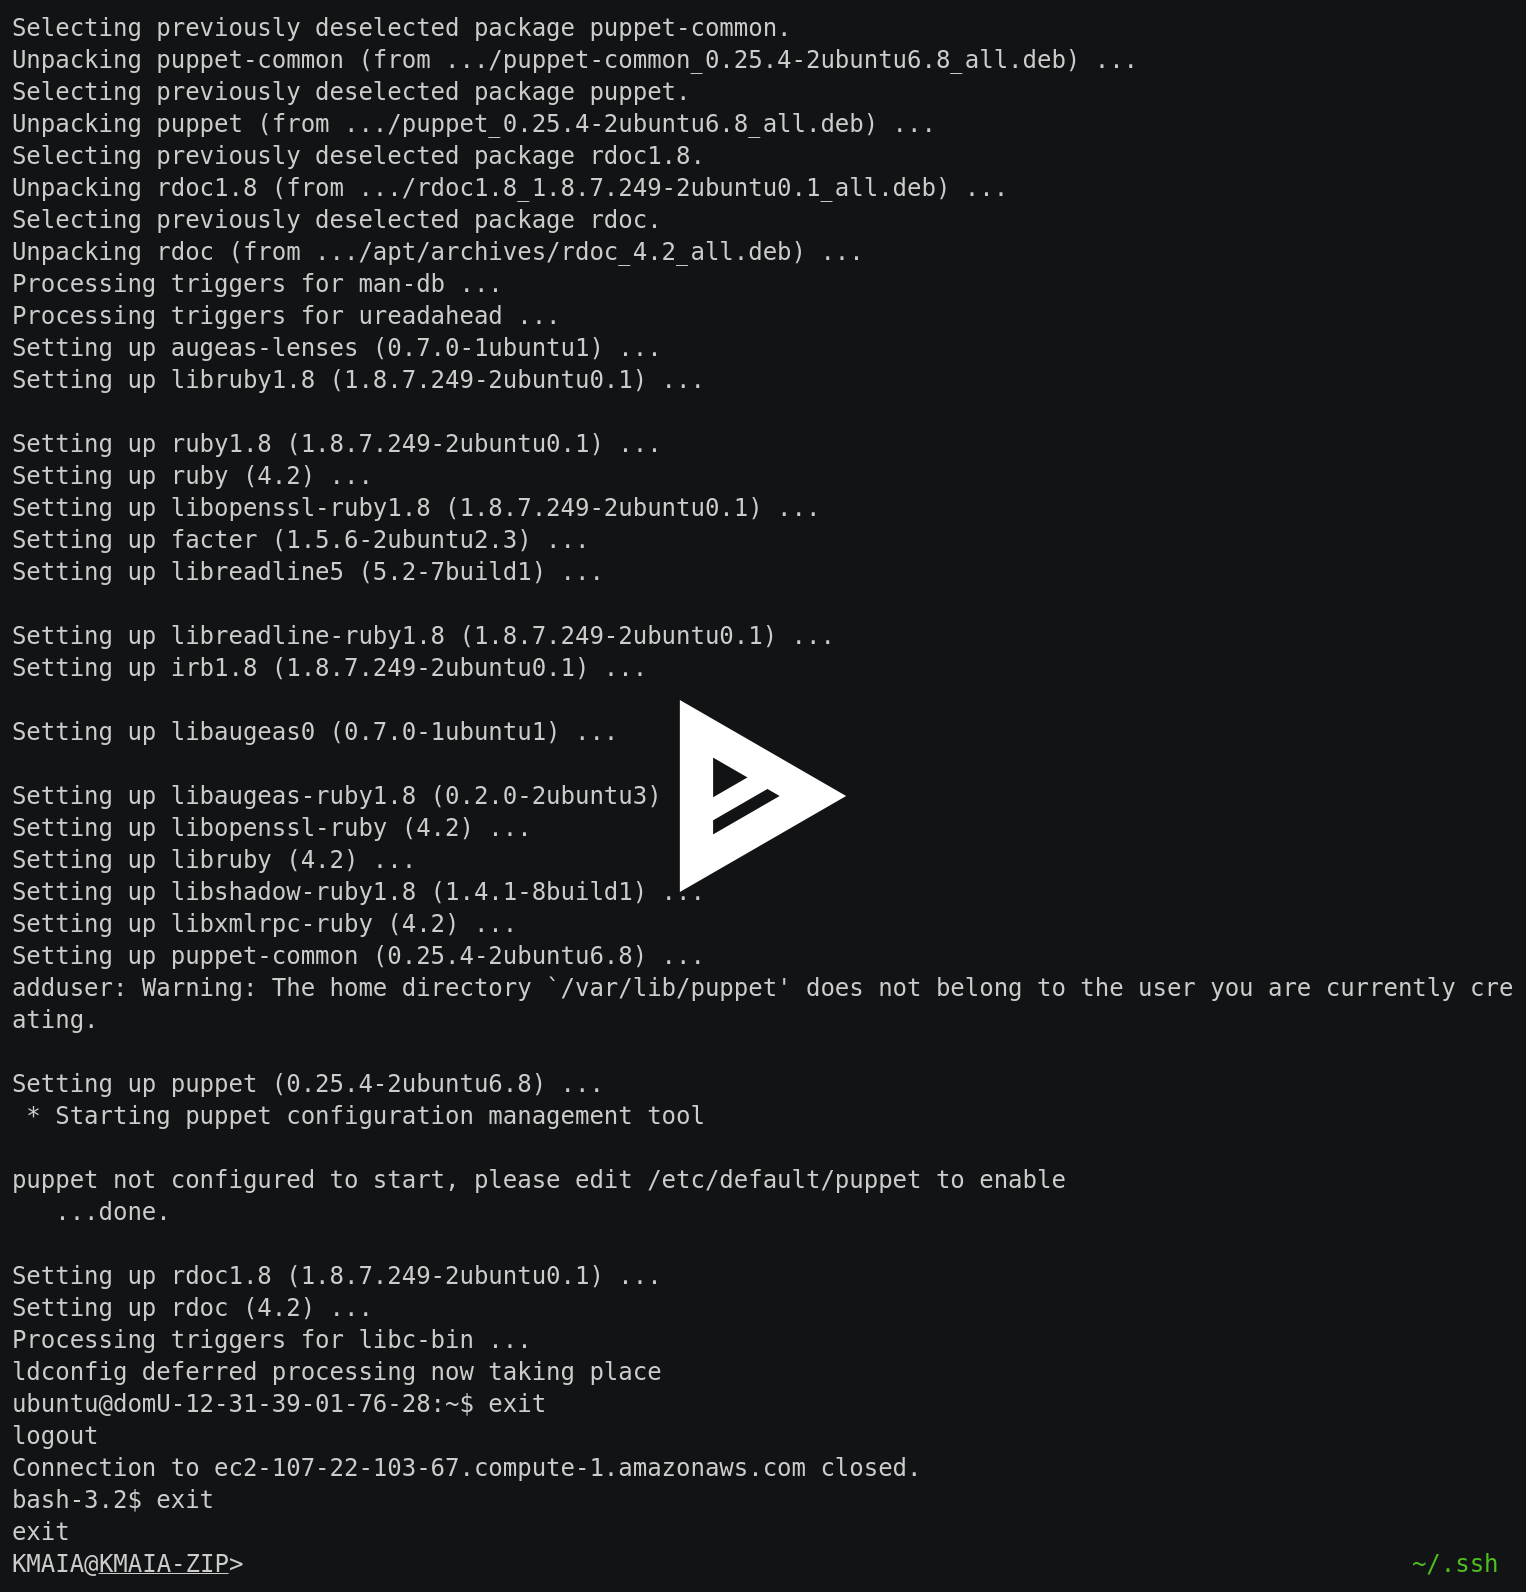 Selecting previously deselected package puppet-common.
Unpacking puppet-common (from .../puppet-common_0.25.4-2ubuntu6.8_all.deb) ...
Selecting previously deselected package puppet.
Unpacking puppet (from .../puppet_0.25.4-2ubuntu6.8_all.deb) ...
Selecting previously deselected package rdoc1.8.
Unpacking rdoc1.8 (from .../rdoc1.8_1.8.7.249-2ubuntu0.1_all.deb) ...
Selecting previously deselected package rdoc.
Unpacking rdoc (from .../apt/archives/rdoc_4.2_all.deb) ...
Processing triggers for man-db ...
Processing triggers for ureadahead ...
Setting up augeas-lenses (0.7.0-1ubuntu1) ...
Setting up libruby1.8 (1.8.7.249-2ubuntu0.1) ...
Setting up ruby1.8 (1.8.7.249-2ubuntu0.1) ...
Setting up ruby (4.2) ...
Setting up libopenssl-ruby1.8 (1.8.7.249-2ubuntu0.1) ...
Setting up facter (1.5.6-2ubuntu2.3) ...
Setting up libreadline5 (5.2-7build1) ...
Setting up libreadline-ruby1.8 (1.8.7.249-2ubuntu0.1) ...
Setting up irb1.8 (1.8.7.249-2ubuntu0.1) ...
Setting up libaugeas0 (0.7.0-1ubuntu1) ...
Setting up libaugeas-ruby1.8 (0.2.0-2ubuntu3)
Setting up libopenssl-ruby (4.2) ...
Setting up libruby (4.2) ...
Setting up libshadow-ruby1.8 (1.4.1-8build1) ...
Setting up libxmlrpc-ruby (4.2) ...
Setting up puppet-common (0.25.4-2ubuntu6.8) ...
adduser: Warning: The home directory `/var/lib/puppet' does not belong to the user you are currently cre
ating.
Setting up puppet (0.25.4-2ubuntu6.8) ...
 * Starting puppet configuration management tool
puppet not configured to start, please edit /etc/default/puppet to enable
   ...done.
Setting up rdoc1.8 (1.8.7.249-2ubuntu0.1) ...
Setting up rdoc (4.2) ...
Processing triggers for libc-bin ...
ldconfig deferred processing now taking place
ubuntu@domU-12-31-39-01-76-28:~$ exit
logout
Connection to ec2-107-22-103-67.compute-1.amazonaws.com closed.
bash-3.2$ exit
exit
KMAIA@KMAIA-ZIP> ~/.ssh